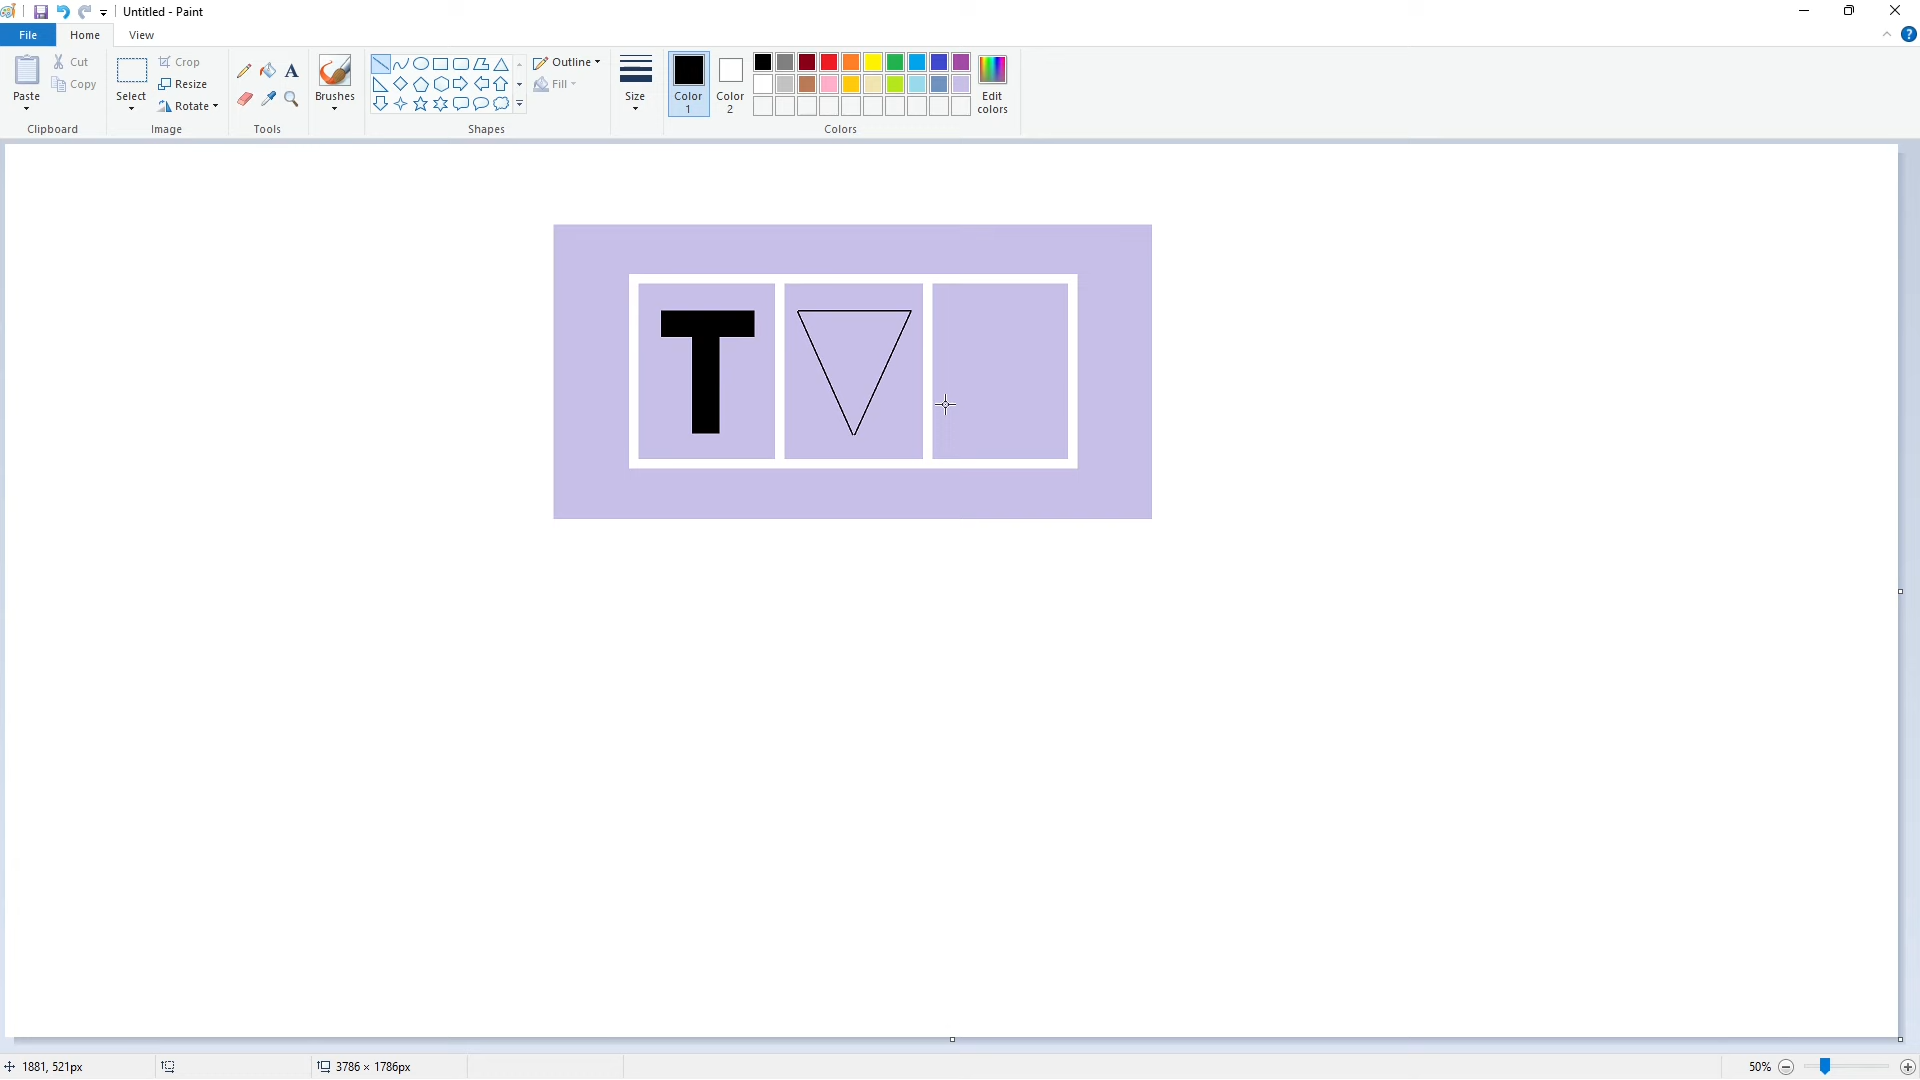 Untitled - Paint
File Home View
Paste
Cut
Copy
Clipboard
Select
Crop
Resize
Rotate
Image
A
Tools
Brushes
Outline
Fill
Shapes
Size
Color 1
Color 2
Edit colors
Colors
?
T
1881, 521px
3786 × 1786px
50%